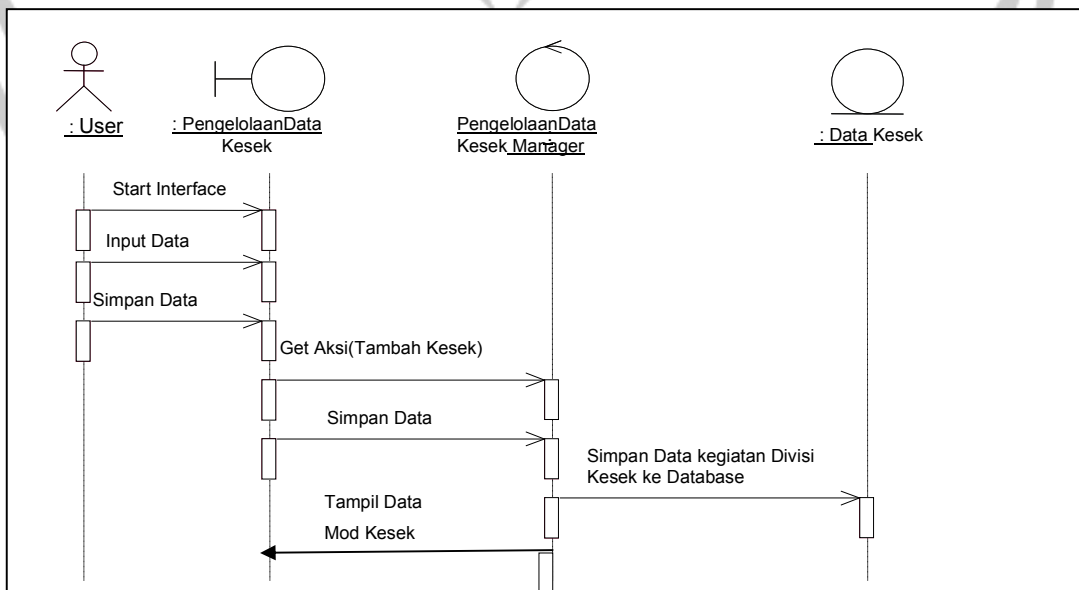 : User
: PengelolaanData
Kesek
PengelolaanData
Kesek Manager
: Data Kesek
Start Interface
Input Data
Simpan Data
Get Aksi(Tambah Kesek)
Simpan Data
Simpan Data kegiatan Divisi
Kesek ke Database
Tampil Data
Mod Kesek